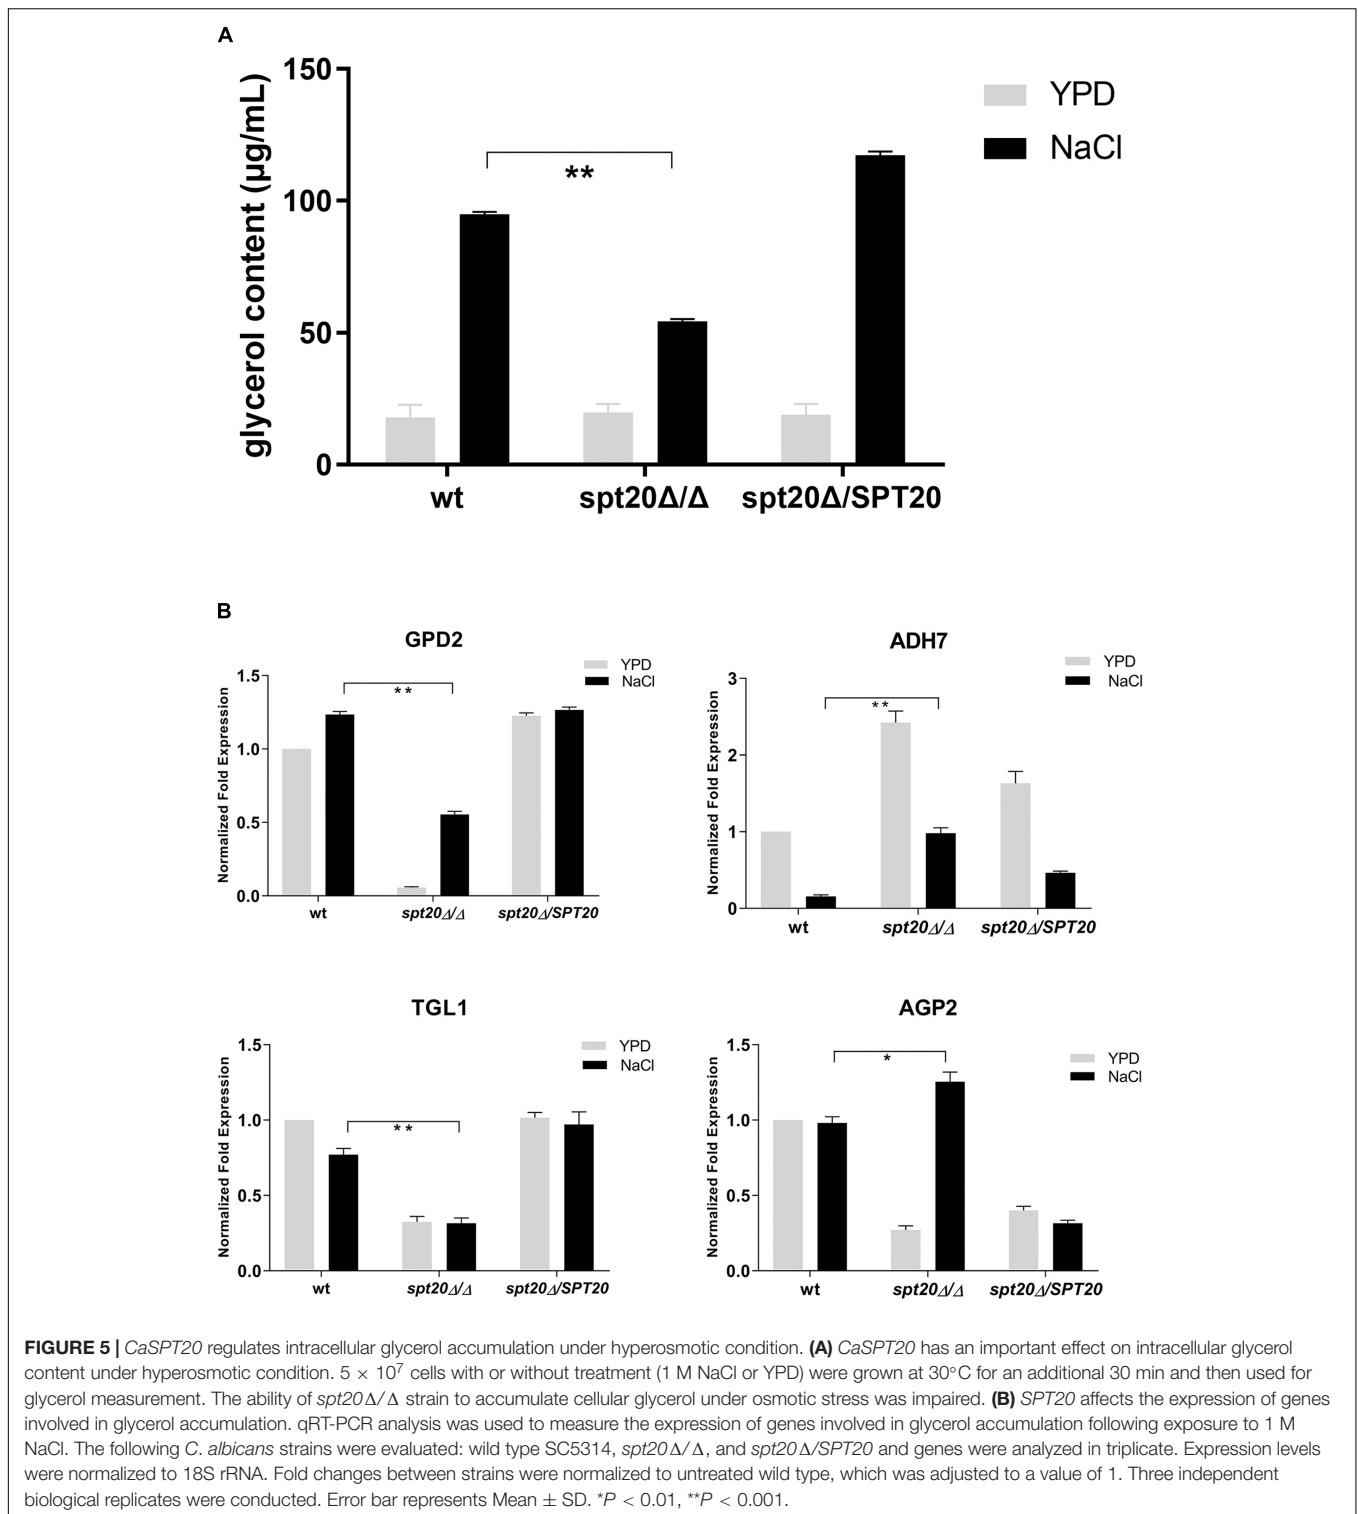 A
glycerol content (µg/mL)
150
100
50
0
YPD
NaCl
**
wt spt20Δ/Δ spt20Δ/SPT20
B
GPD2
Normalized Fold Expression
1.5
1.0
0.5
0.0
YPD
NaCl
**
wt spt20Δ/Δ spt20Δ/SPT20
ADH7
Normalized Fold Expression
3
2
1
0
YPD
NaCl
**
wt spt20Δ/Δ spt20Δ/SPT20
TGL1
Normalized Fold Expression
1.5
1.0
0.5
0.0
YPD
NaCl
**
wt spt20Δ/Δ spt20Δ/SPT20
AGP2
Normalized Fold Expression
1.5
1.0
0.5
0.0
YPD
NaCl
*
wt spt20Δ/Δ spt20Δ/SPT20
FIGURE 5 | CaSPT20 regulates intracellular glycerol accumulation under hyperosmotic condition. (A) CaSPT20 has an important effect on intracellular glycerol
content under hyperosmotic condition. 5 × 10⁷ cells with or without treatment (1 M NaCl or YPD) were grown at 30°C for an additional 30 min and then used for
glycerol measurement. The ability of spt20Δ/Δ strain to accumulate cellular glycerol under osmotic stress was impaired. (B) SPT20 affects the expression of genes
involved in glycerol accumulation. qRT-PCR analysis was used to measure the expression of genes involved in glycerol accumulation following exposure to 1 M
NaCl. The following C. albicans strains were evaluated: wild type SC5314, spt20Δ/Δ, and spt20Δ/SPT20 and genes were analyzed in triplicate. Expression levels
were normalized to 18S rRNA. Fold changes between strains were normalized to untreated wild type, which was adjusted to a value of 1. Three independent
biological replicates were conducted. Error bar represents Mean ± SD. *P < 0.01, **P < 0.001.